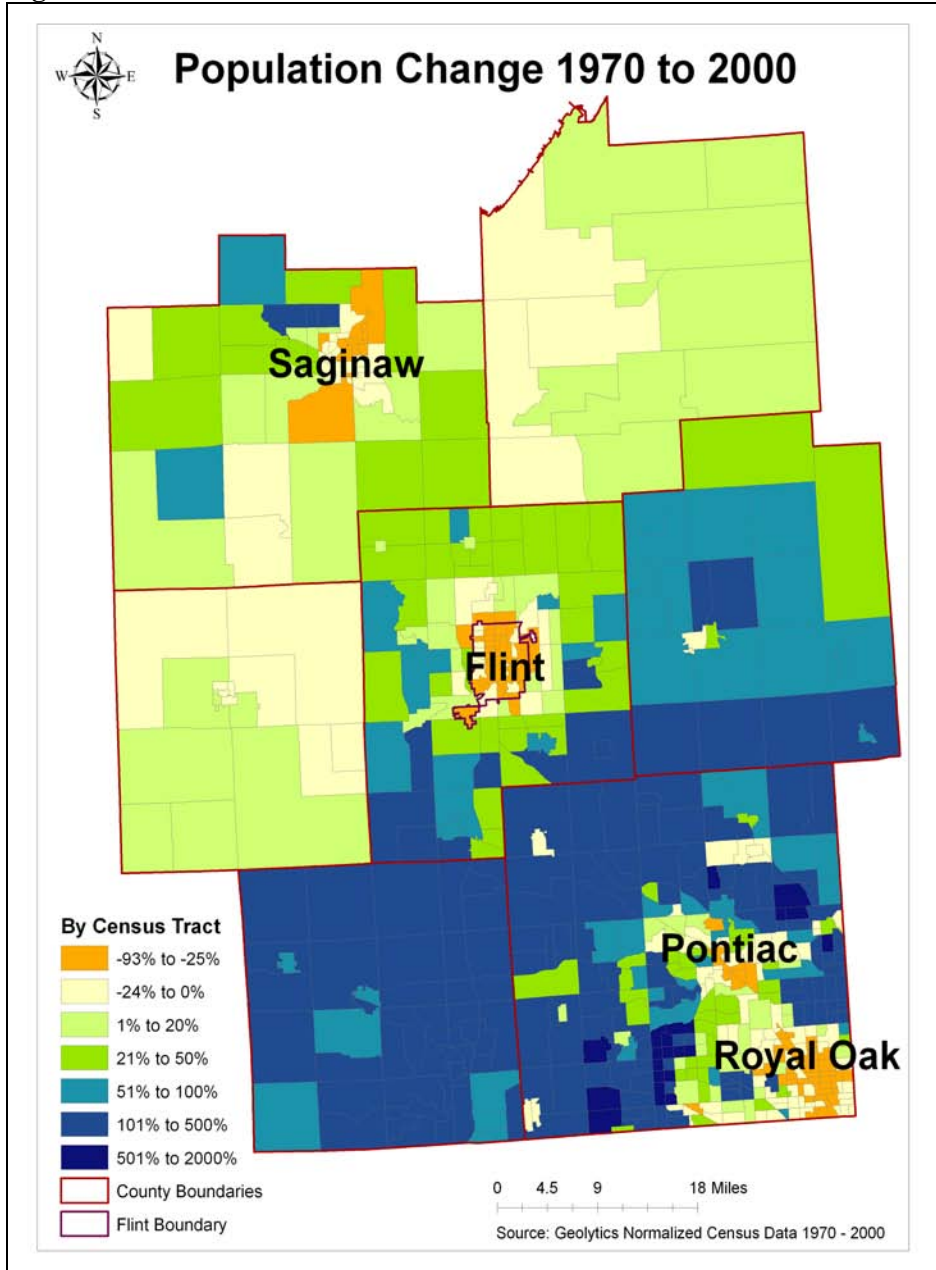 N
W E
S
Population Change 1970 to 2000
Saginaw
Flint
Pontiac
Royal Oak
By Census Tract
-93% to -25%
-24% to 0%
1% to 20%
21% to 50%
51% to 100%
101% to 500%
501% to 2000%
County Boundaries
Flint Boundary
0 4.5 9 18 Miles
Source: Geolytics Normalized Census Data 1970 - 2000